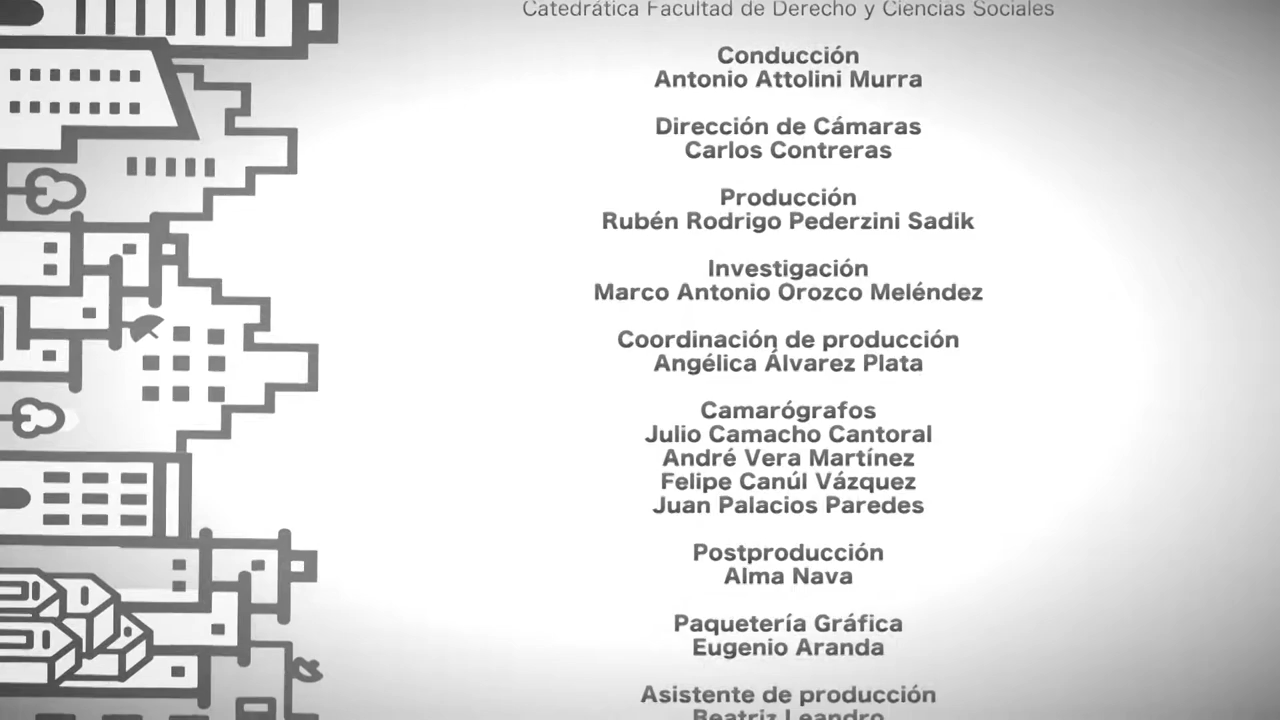 Catedrática Facultad de Derecho y Ciencias Sociales
Conducción
Antonio Attolini Murra
Dirección de Cámaras
Carlos Contreras
Producción
Rubén Rodrigo Pederzini Sadik
Investigación
Marco Antonio Orozco Meléndez
Coordinación de producción
Angélica Álvarez Plata
Camarógrafos
Julio Camacho Cantoral
André Vera Martínez
Felipe Canúl Vázquez
Juan Palacios Paredes
Postproducción
Alma Nava
Paquetería Gráfica
Eugenio Aranda
Asistente de producción
Beatriz Leandro